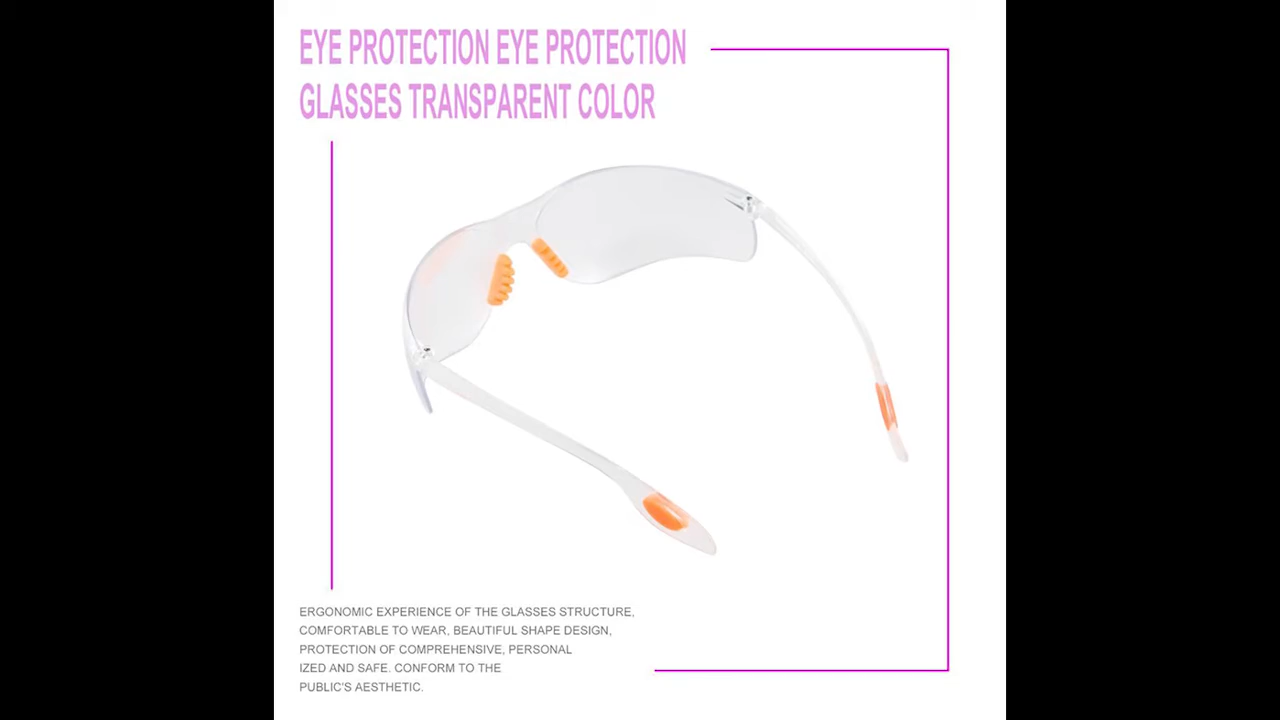 EYE PROTECTION EYE PROTECTION
GLASSES TRANSPARENT COLOR
ERGONOMIC EXPERIENCE OF THE GLASSES STRUCTURE,
COMFORTABLE TO WEAR, BEAUTIFUL SHAPE DESIGN,
PROTECTION OF COMPREHENSIVE, PERSONAL
IZED AND SAFE. CONFORM TO THE
PUBLIC'S AESTHETIC.